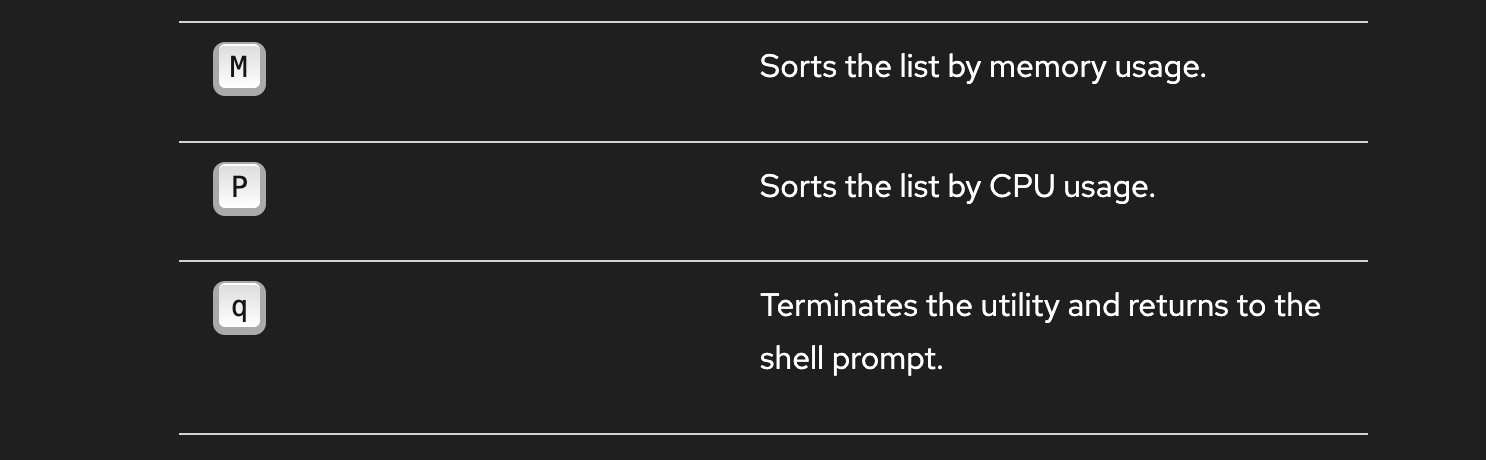 M Sorts the list by memory usage.
P Sorts the list by CPU usage.
q Terminates the utility and returns to the
shell prompt.